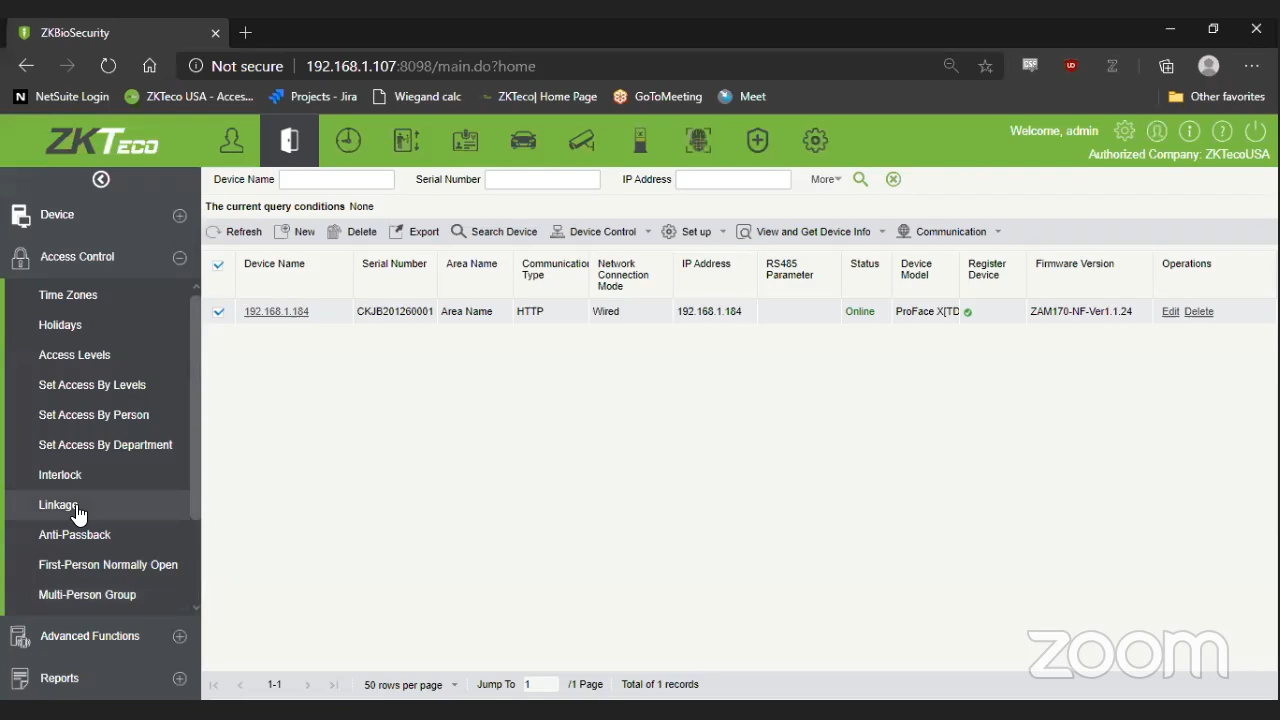 ZKBioSecurity
Not secure 192.168.1.107:8098/main.do?home
N NetSuite Login ZKTeco USA - Acces... Projects - Jira Wiegand calc ZKTeco| Home Page GoToMeeting Meet Other favorites
ZKTECO
Welcome, admin
Authorized Company: ZKTecoUSA
Device Name Serial Number IP Address More
The current query conditions None
Refresh New Delete Export Search Device Device Control Set up View and Get Device Info Communication
Device Name Serial Number Area Name Communication Type Network Connection Mode IP Address RS485 Parameter Status Device Model Register Device Firmware Version Operations
192.168.1.184 CKJB201260001 Area Name HTTP Wired 192.168.1.184 Online ProFace X[TD ZAM170-NF-Ver1.1.24 Edit Delete
Device
Access Control
Time Zones
Holidays
Access Levels
Set Access By Levels
Set Access By Person
Set Access By Department
Interlock
Linkage
Anti-Passback
First-Person Normally Open
Multi-Person Group
Advanced Functions
Reports
1-1 50 rows per page Jump To 1 /1 Page Total of 1 records
zoom